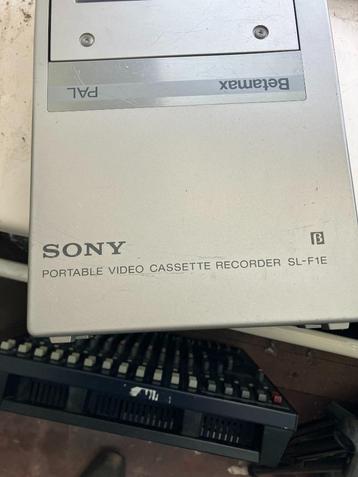 PAL Betamax
SONY
β
PORTABLE VIDEO CASSETTE RECORDER SL-F1E